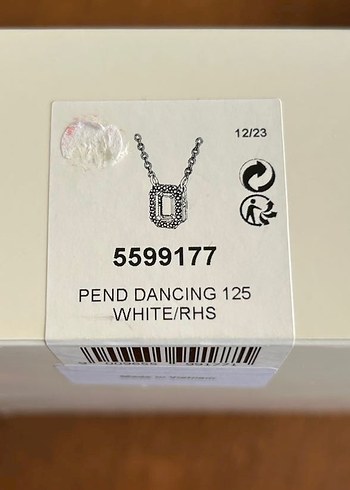 12/23
5599177
PEND DANCING 125
WHITE/RHS